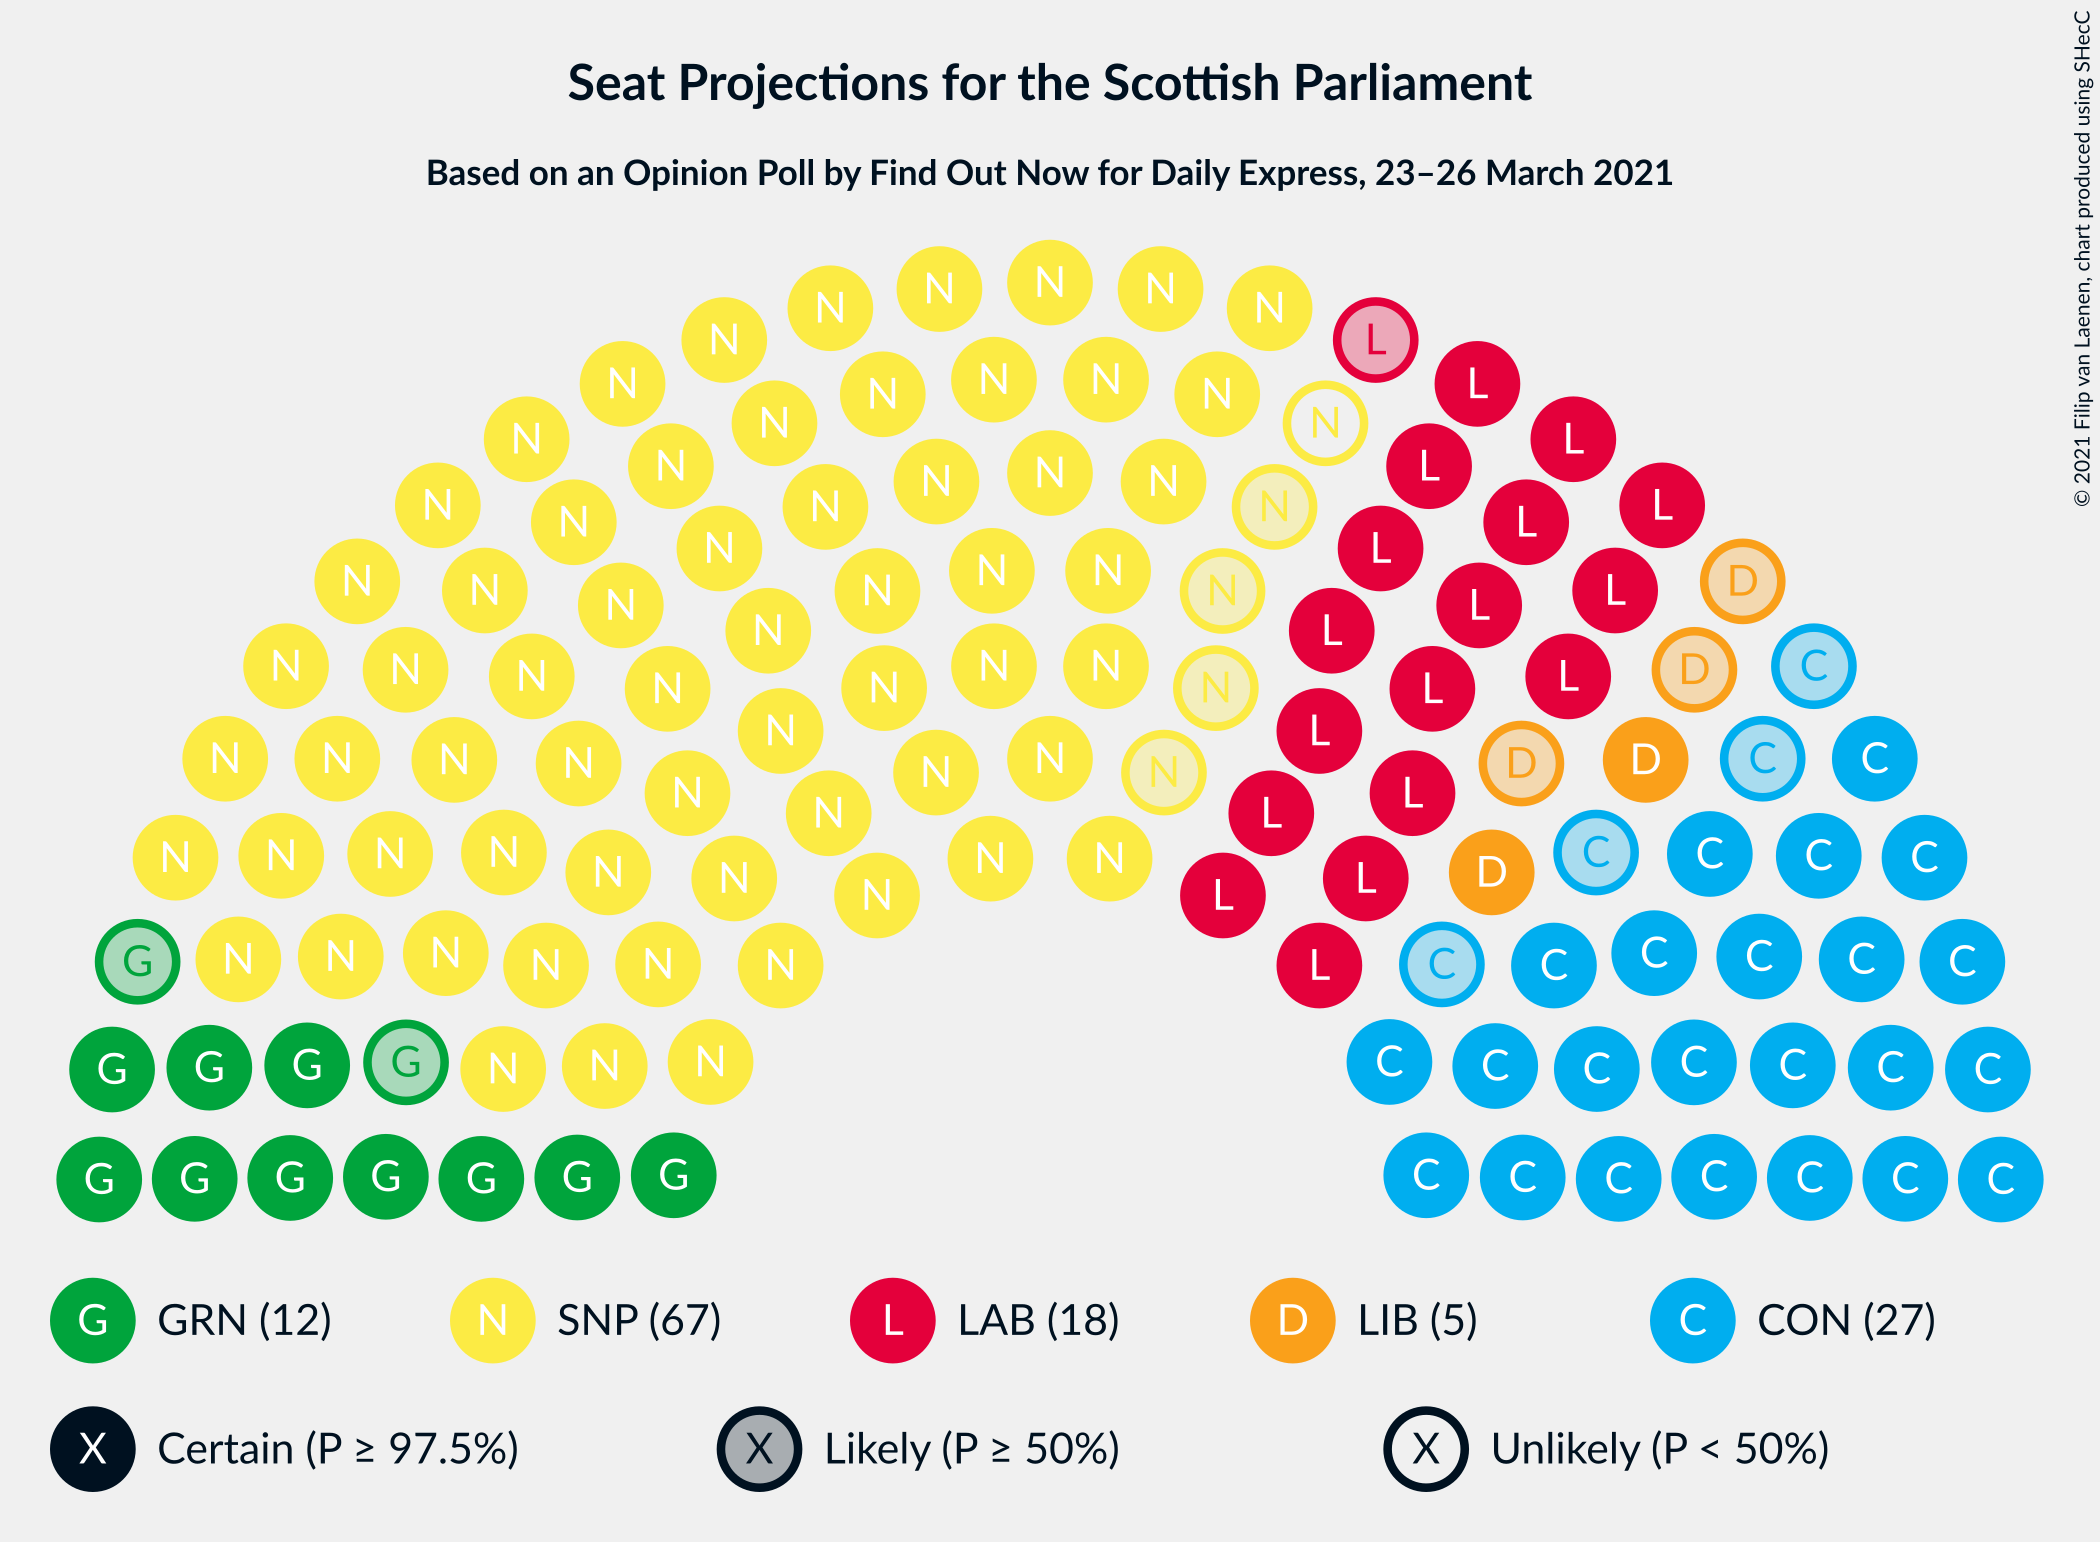 Seat Projections for the Scottish Parliament
Based on an Opinion Poll by Find Out Now for Daily Express, 23–26 March 2021
© 2021 Filip van Laenen, chart produced using SHecC
N N N N N
N N L
N N N N N L
N N N N L
N N N N N L L
N N N N L L
N N N N N L D
N N N N N L L
N N N N N L L D C
N N N N N L L D D C C
N N N N N N L L
N N N N N N D C C C C
N N N N L L
G N N N N N N L C C C C C C
G G G G N N N C C C C C C C
G G G G G G G C C C C C C C
G GRN (12) N SNP (67) L LAB (18) D LIB (5) C CON (27)
X Certain (P ≥ 97.5%) X Likely (P ≥ 50%) X Unlikely (P < 50%)